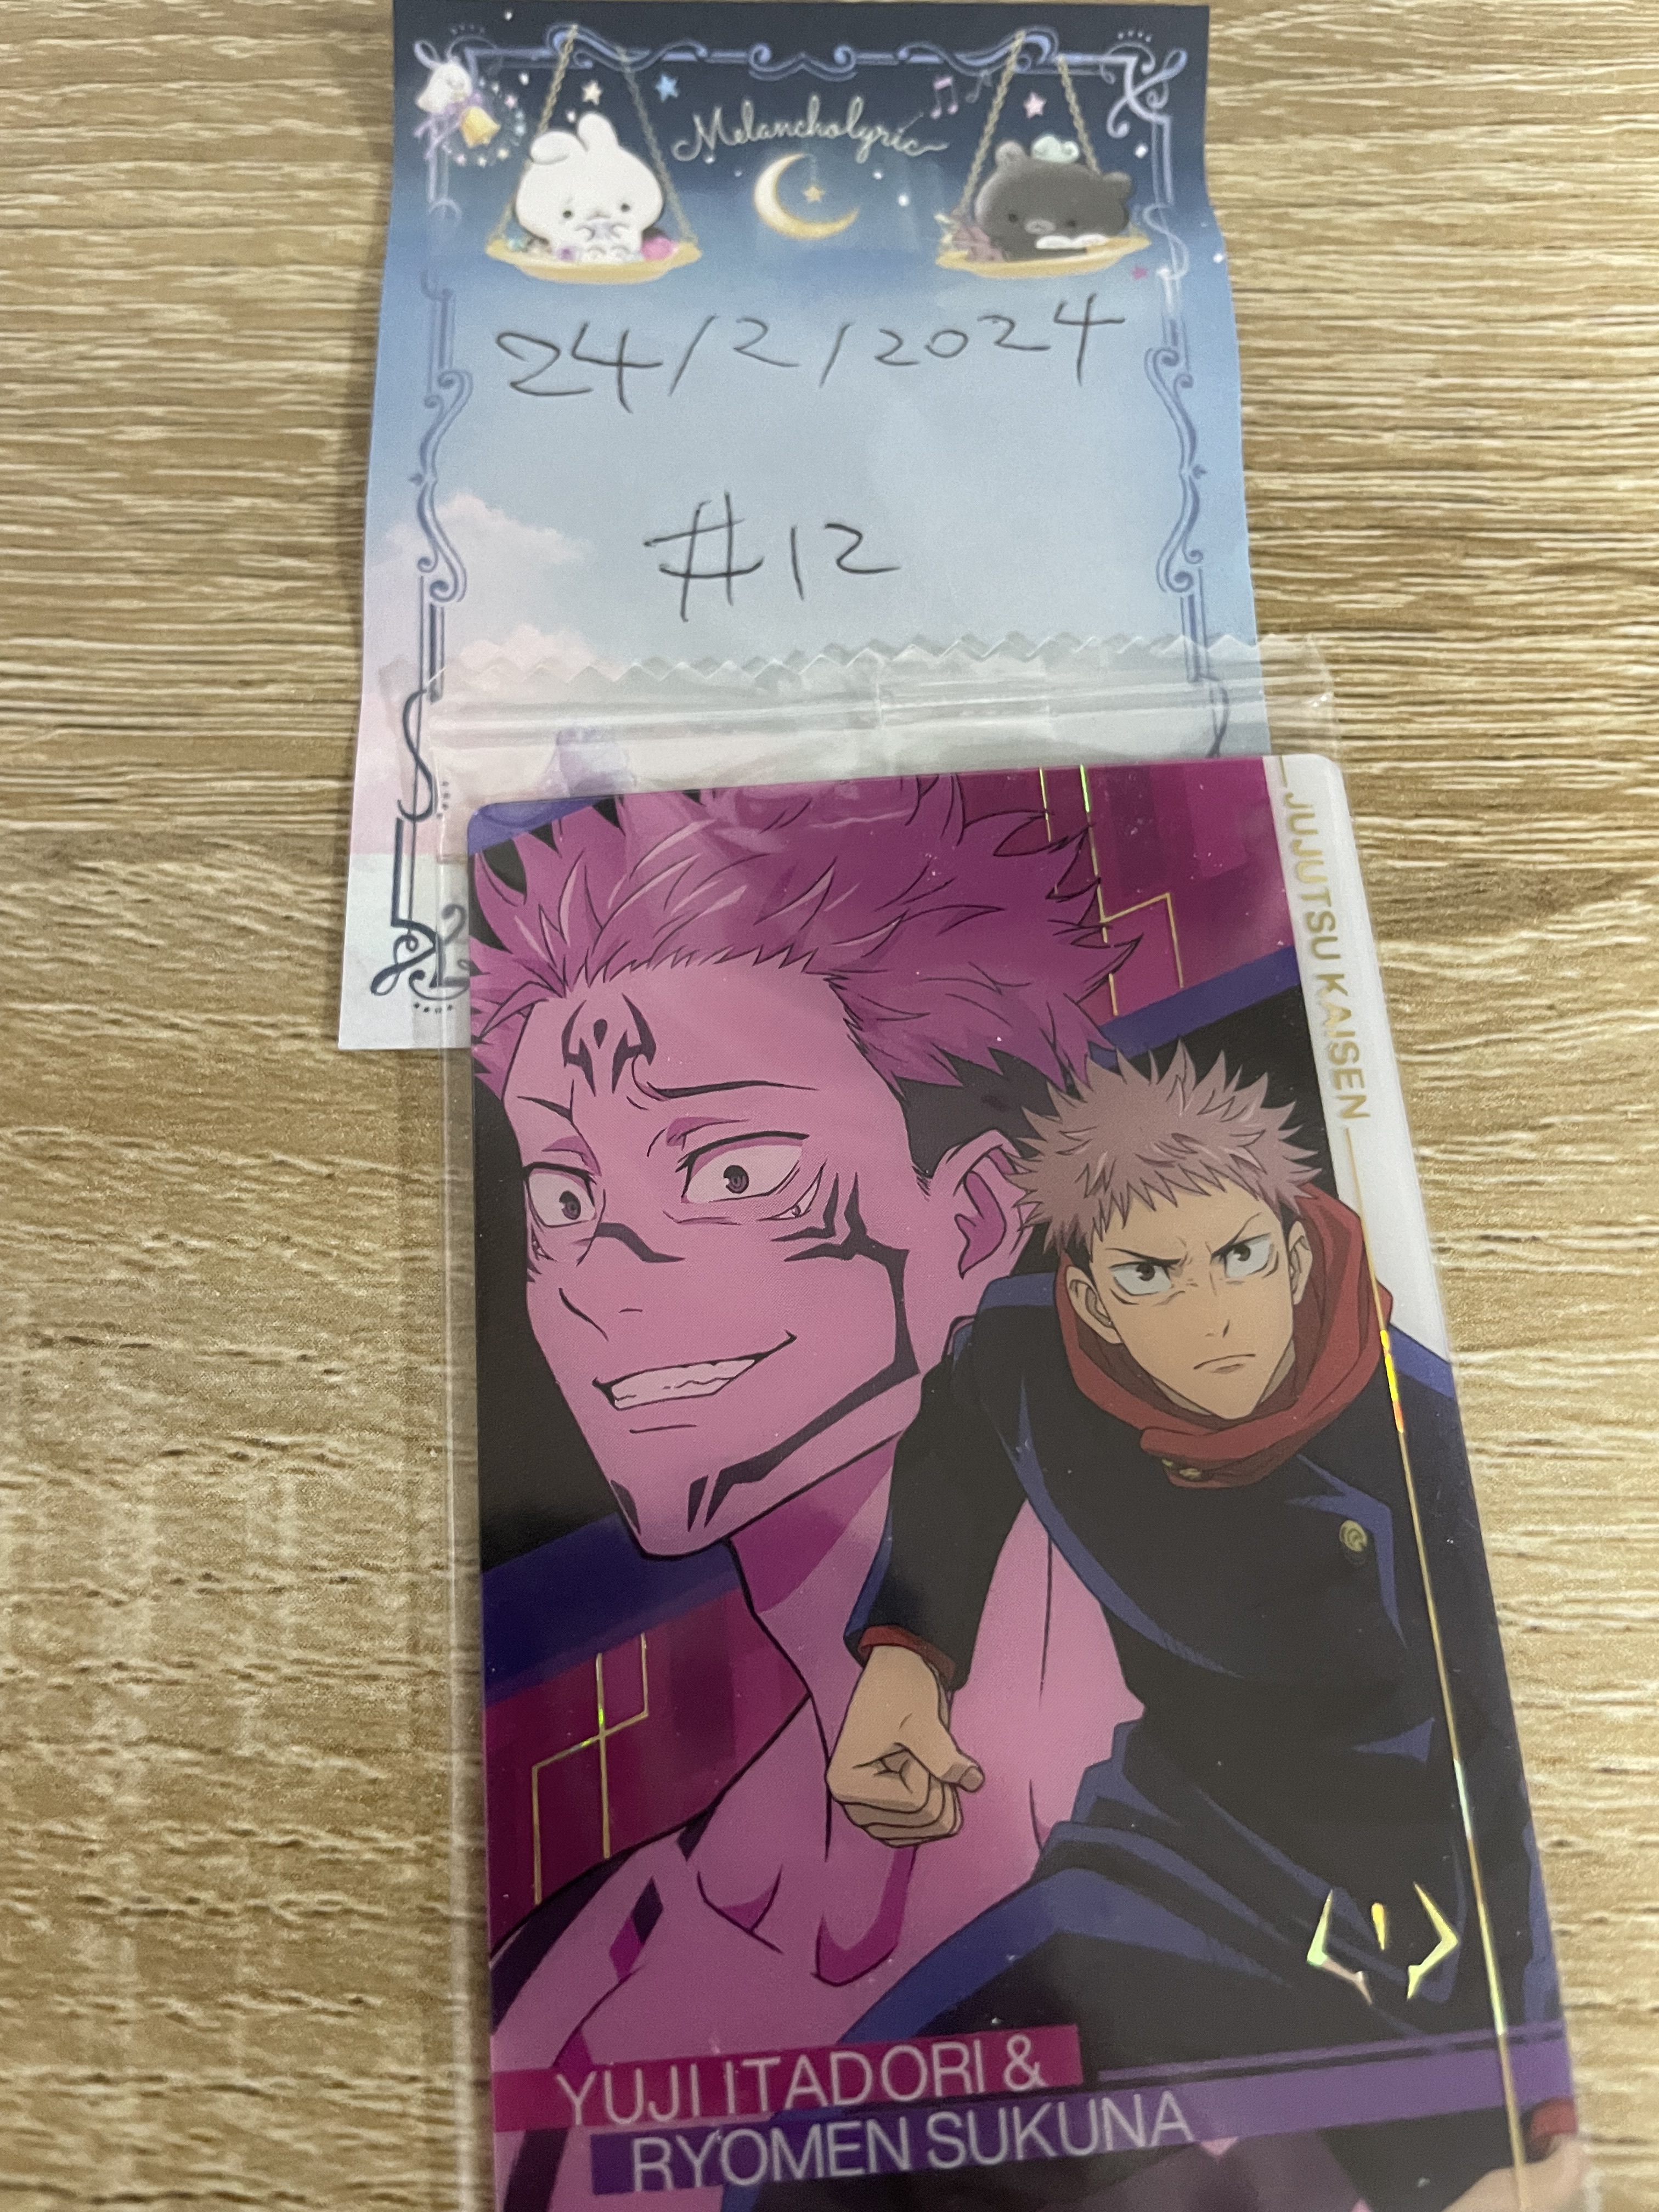 Melancholyric
24/2/2024
#12
JUJUTSU KAISEN
YUJI ITADORI &
RYOMEN SUKUNA